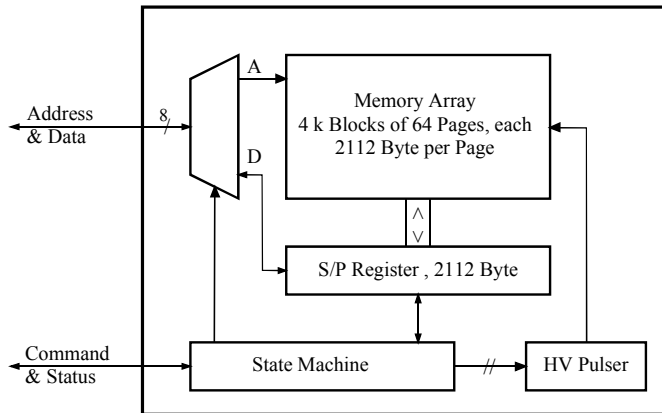 A
Address
& Data
8
Memory Array
4 k Blocks of 64 Pages, each
2112 Byte per Page
D
<
>
S/P Register , 2112 Byte
Command
& Status
State Machine
HV Pulser